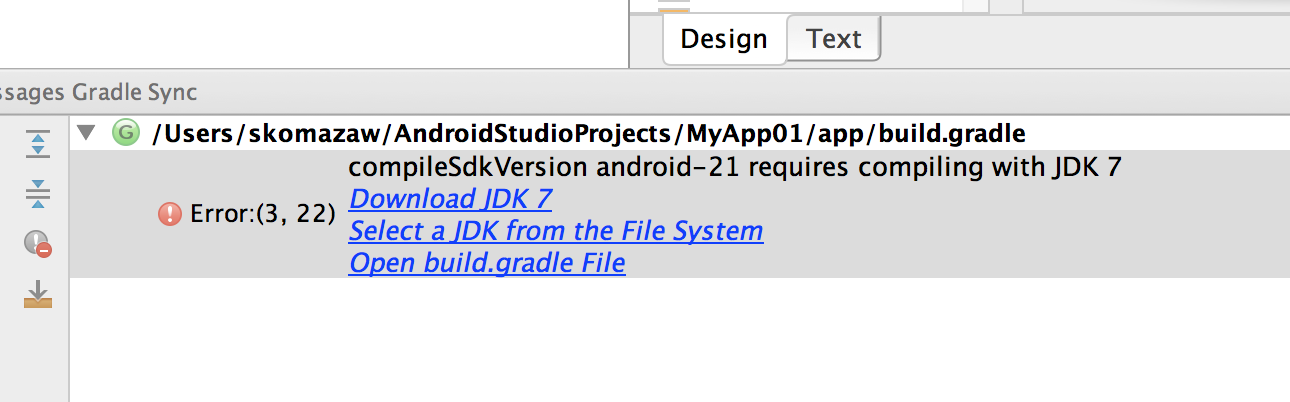 Design Text
ssages Gradle Sync
G /Users/skomazaw/AndroidStudioProjects/MyApp01/app/build.gradle
compileSdkVersion android-21 requires compiling with JDK 7
Download JDK 7
Error:(3, 22)
Select a JDK from the File System
Open build.gradle File